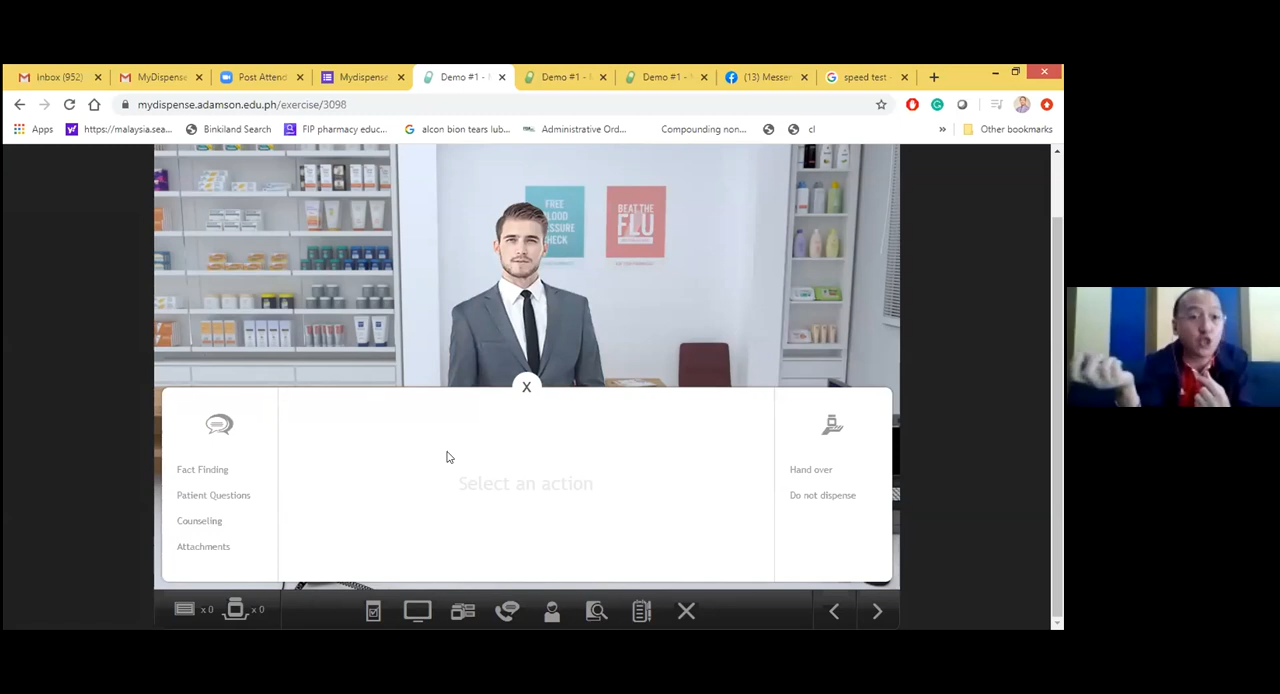 Inbox (952)
MyDispense
Post Attend
Mydispense
Demo #1 -
Demo #1 -
Demo #1 -
(13) Messen
speed test -
mydispense.adamson.edu.ph/exercise/3098
Apps
https://malaysia.sea...
Binkiland Search
FIP pharmacy educ...
alcon bion tears lub...
Administrative Ord...
Compounding non...
cl
»
Other bookmarks
FREE
BLOOD
PRESSURE
CHECK
BEAT THE
FLU
X
Fact Finding
Patient Questions
Counseling
Attachments
Select an action
Hand over
Do not dispense
x 0
x 0